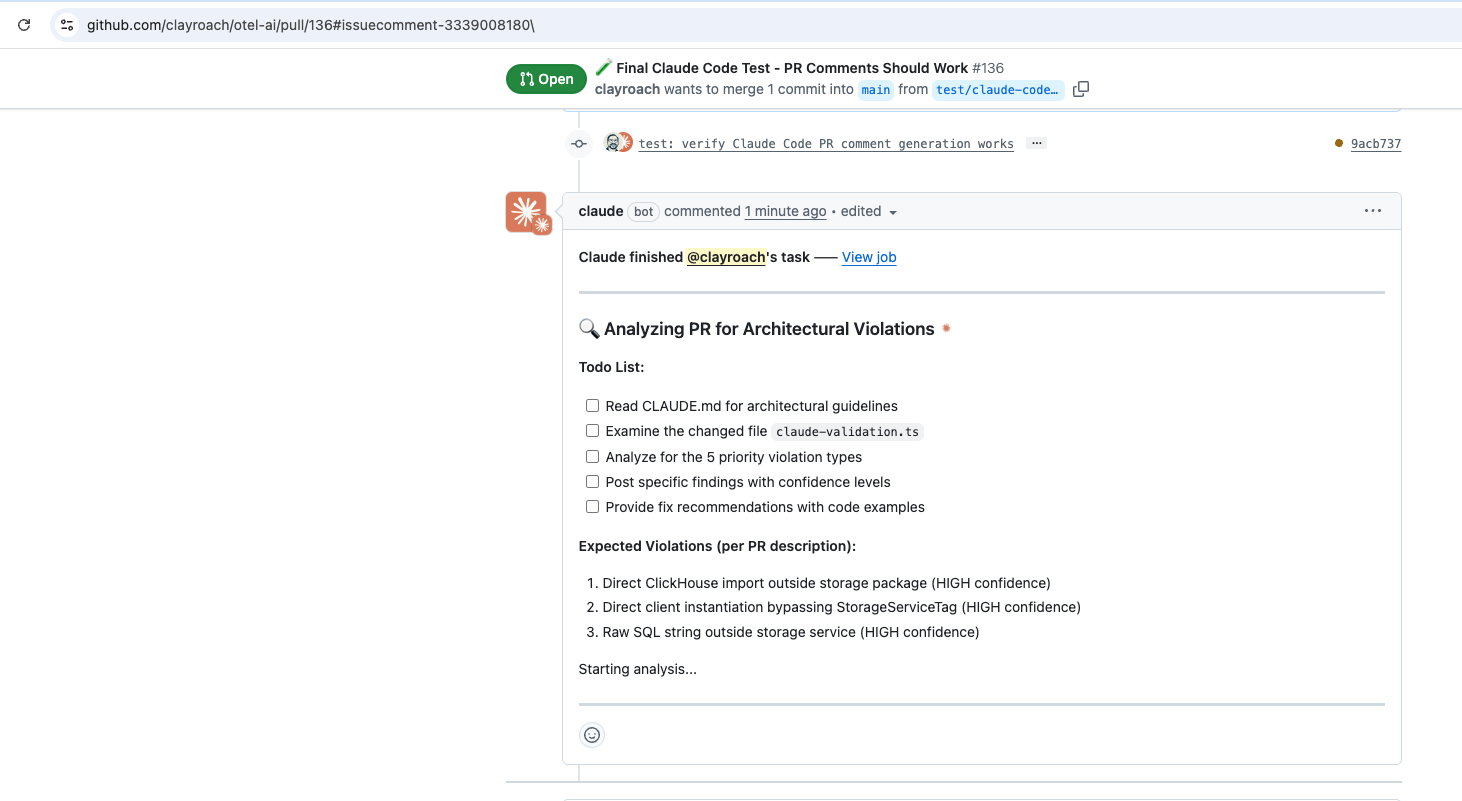 github.com/clayroach/otel-ai/pull/136#issuecomment-3339008180\
Open
Final Claude Code Test - PR Comments Should Work #136
clayroach wants to merge 1 commit into main from test/claude-code…
test: verify Claude Code PR comment generation works ... 9acb737
claude bot commented 1 minute ago • edited
Claude finished @clayroach's task —— View job
Analyzing PR for Architectural Violations
Todo List:
Read CLAUDE.md for architectural guidelines
Examine the changed file claude-validation.ts
Analyze for the 5 priority violation types
Post specific findings with confidence levels
Provide fix recommendations with code examples
Expected Violations (per PR description):
1. Direct ClickHouse import outside storage package (HIGH confidence)
2. Direct client instantiation bypassing StorageServiceTag (HIGH confidence)
3. Raw SQL string outside storage service (HIGH confidence)
Starting analysis...